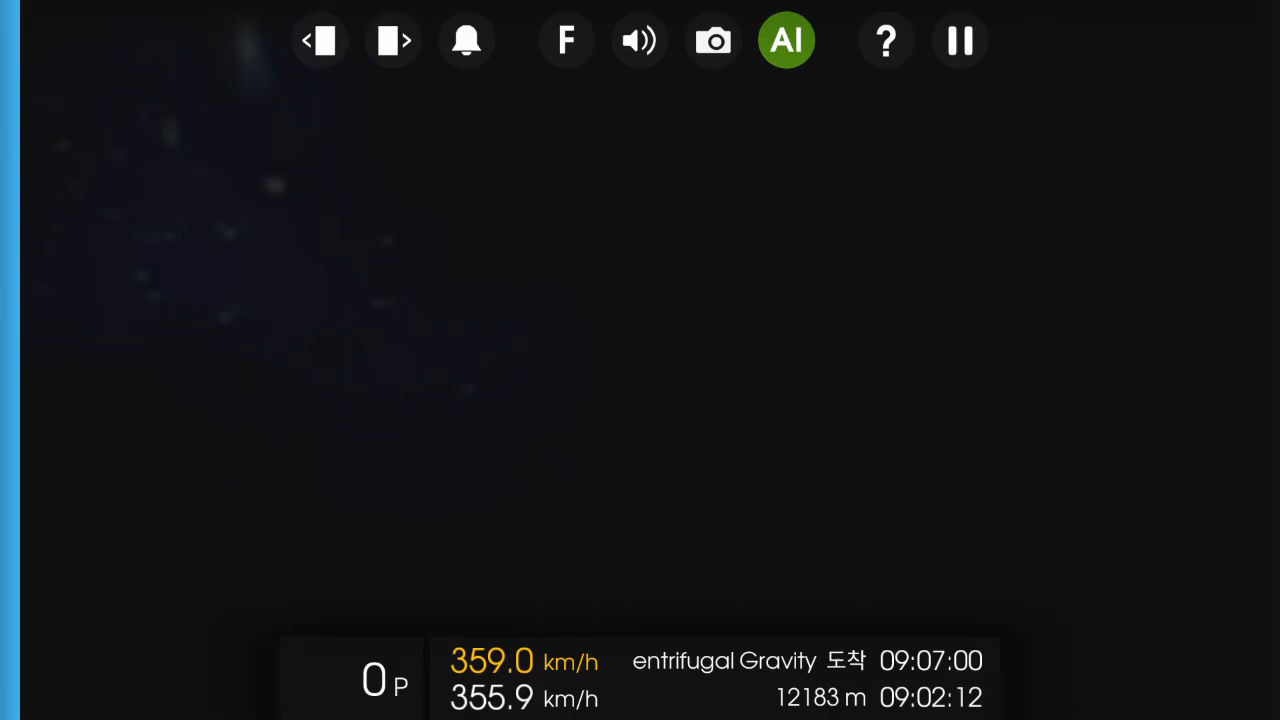 F AI ?
0 P
359.0 km/h
355.9 km/h
entrifugal Gravity 도착 09:07:00
12183 m 09:02:12